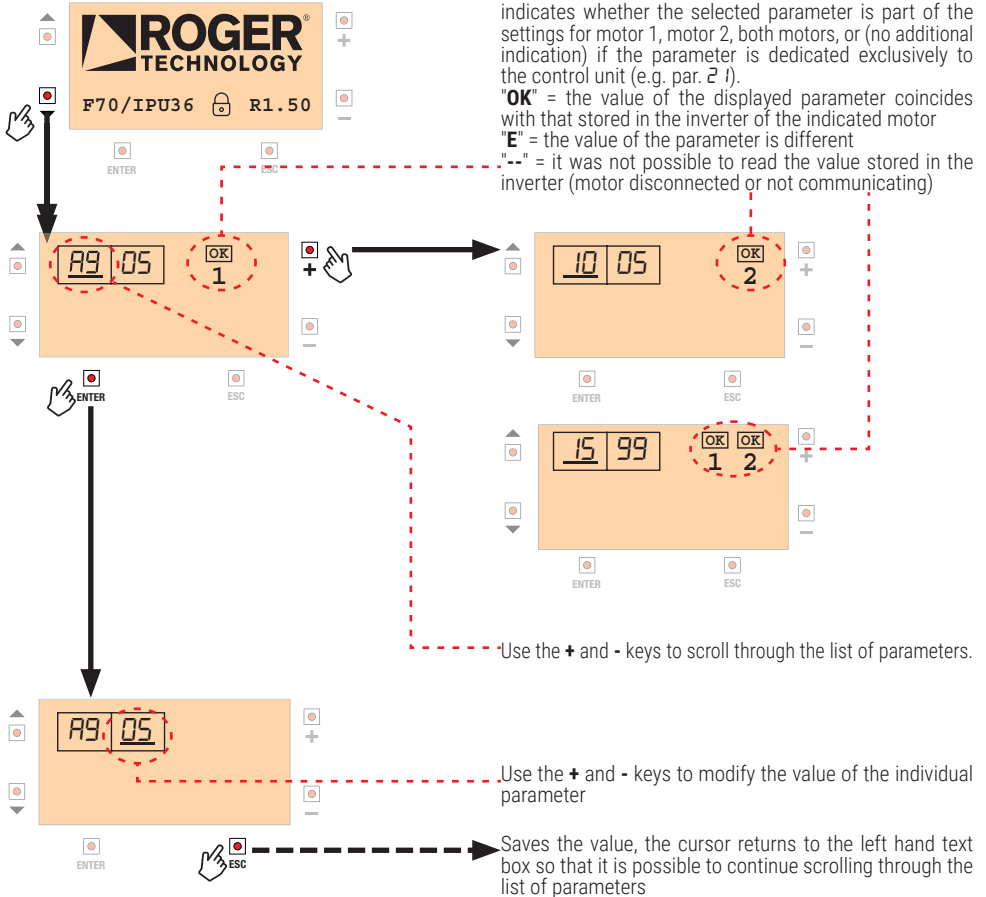 indicates whether the selected parameter is part of the
settings for motor 1, motor 2, both motors, or (no additional
indication) if the parameter is dedicated exclusively to
the control unit (e.g. par. 21).
"OK" = the value of the displayed parameter coincides
with that stored in the inverter of the indicated motor
"E" = the value of the parameter is different
"--" = it was not possible to read the value stored in the
inverter (motor disconnected or not communicating)
ROGER®
TECHNOLOGY
F70/IPU36 R1.50
+
−
ENTER ESC
A9 05 OK
1
+
−
ENTER ESC
10 05 OK
2
+
−
ENTER ESC
15 99 OK OK
1 2
+
−
ENTER ESC
Use the + and - keys to scroll through the list of parameters.
A9 05
+
−
ENTER ESC
Use the + and - keys to modify the value of the individual
parameter
Saves the value, the cursor returns to the left hand text
box so that it is possible to continue scrolling through the
list of parameters